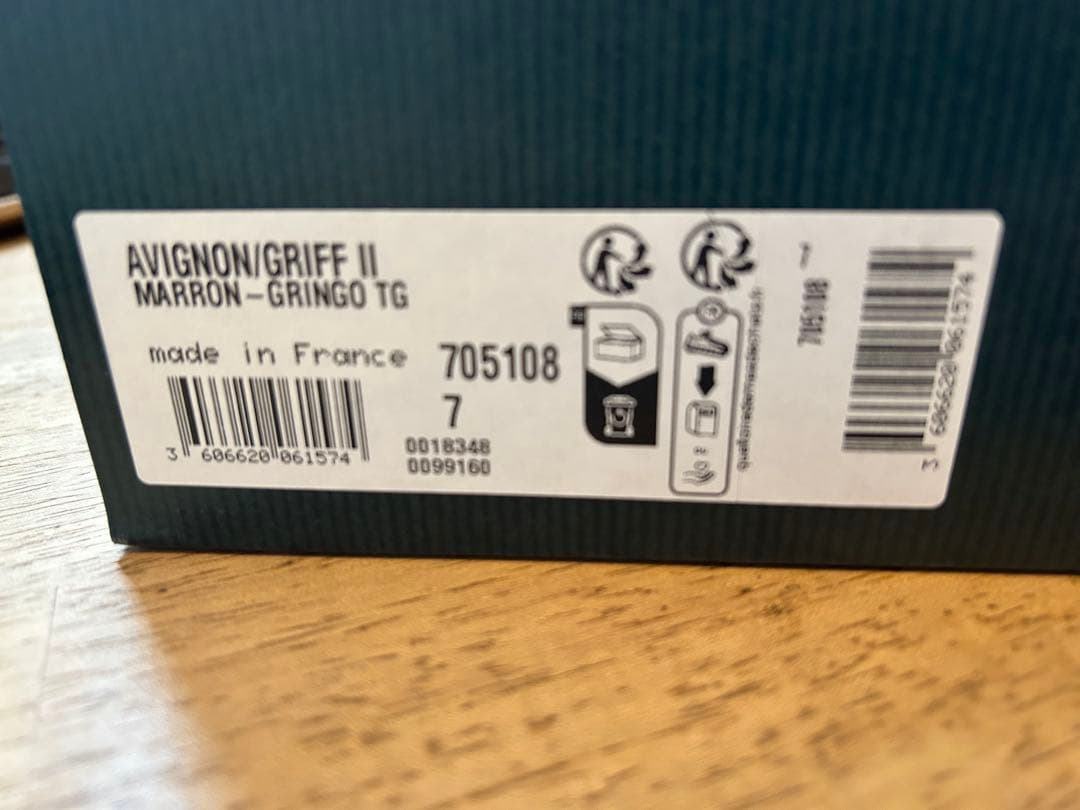 AVIGNON/GRIFF II
MARRON-GRINGO TG
made in France
705108
7
3 606620 061574
0018348
0099160
FR
7
705108
3 606620 061574